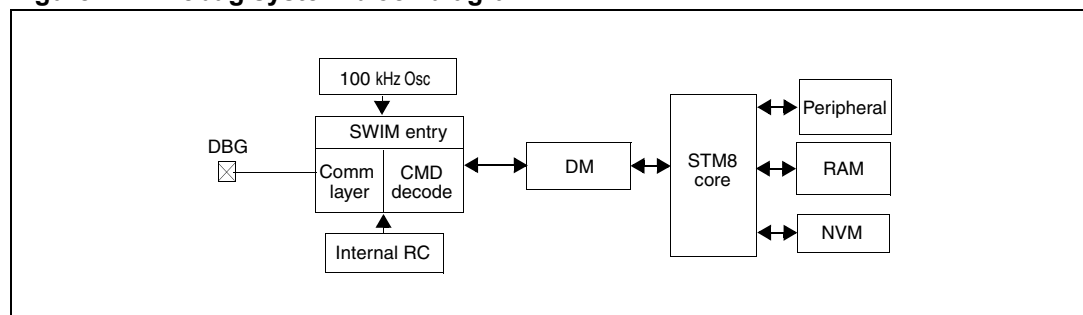 100 kHz Osc
SWIM entry
DBG
Comm
layer
CMD
decode
Internal RC
DM
STM8
core
Peripheral
RAM
NVM